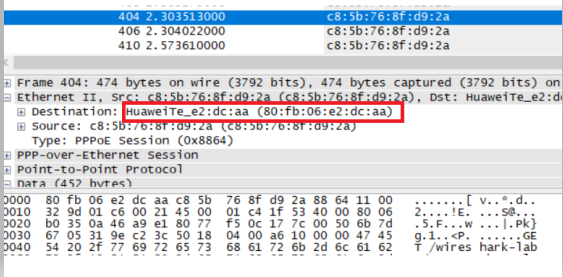 404 2.303513000 c8:5b:76:8f:d9:2a
406 2.304022000 c8:5b:76:8f:d9:2a
410 2.573610000 c8:5b:76:8f:d9:2a
Frame 404: 474 bytes on wire (3792 bits), 474 bytes captured (3792 bits) on
Ethernet II, Src: c8:5b:76:8f:d9:2a (c8:5b:76:8f:d9:2a), Dst: HuaweiTe_e2:d
Destination: HuaweiTe_e2:dc:aa (80:fb:06:e2:dc:aa)
Source: c8:5b:76:8f:d9:2a (c8:5b:76:8f:d9:2a)
Type: PPPoE Session (0x8864)
PPP-over-Ethernet Session
Point-to-Point Protocol
Data (452 bytes)
0000 80 fb 06 e2 dc aa c8 5b 76 8f d9 2a 88 64 11 00 .......[ v..*.d..
0010 32 9d 01 c6 00 21 45 00 01 c4 1f 53 40 00 80 06 2....!E. ...S@...
0020 b0 35 0a 46 a9 e1 80 77 f5 0c 17 7c 00 50 6b 7d .5.F...w ...|.Pk}
0030 67 05 31 9e c2 3c 50 18 04 00 a6 10 00 00 47 45 g.1..<P. ......GE
0040 54 20 2f 77 69 72 65 73 68 61 72 6b 2d 6c 61 62 T /wires hark-lab